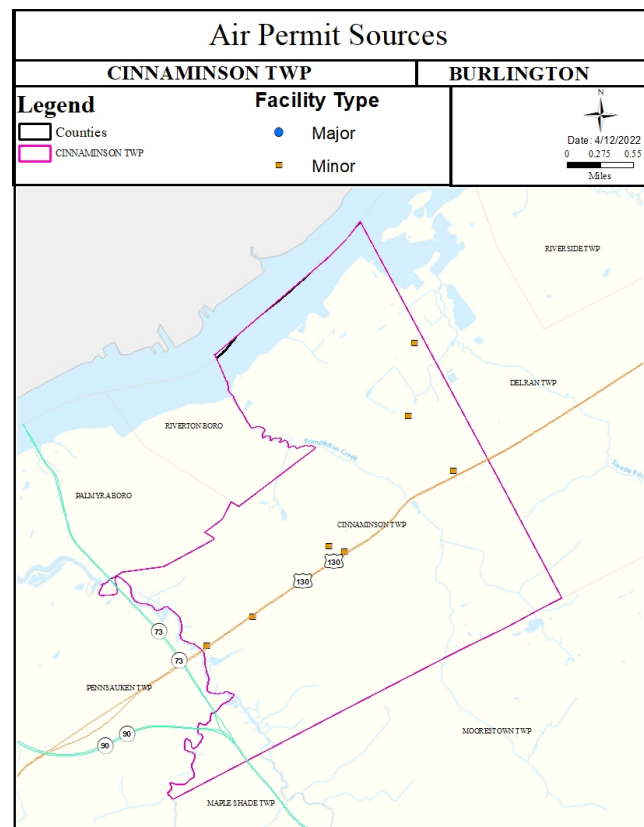 Air Permit Sources
CINNAMINSON TWP
BURLINGTON
Legend
Counties
CINNAMINSON TWP
Facility Type
Major
Minor
N
Date: 4/12/2022
0 0.275 0.55
Miles
RIVERSIDE TWP
DELRAN TWP
RIVERTON BORO
Pompeston Creek
PALMYRA BORO
CINNAMINSON TWP
130
130
73
73
PENNSAUKEN TWP
90
90
MOORESTOWN TWP
MAPLE SHADE TWP